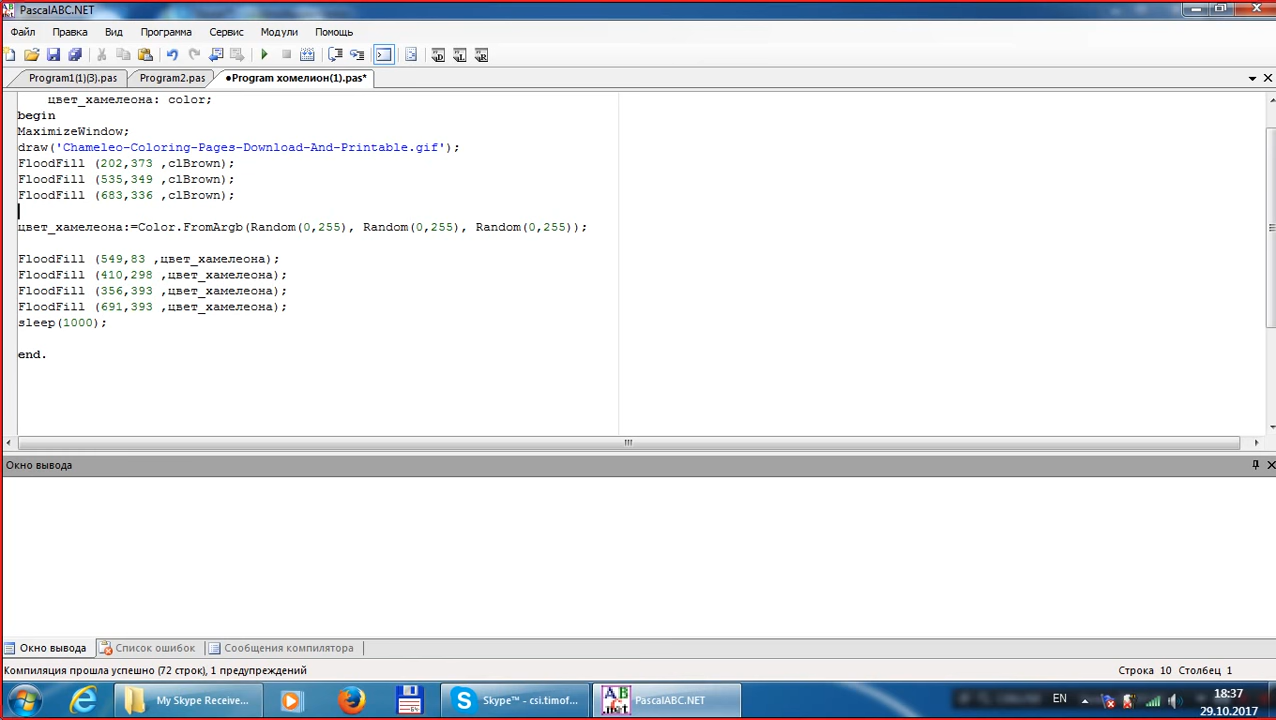 PascalABC.NET
Файл Правка Вид Программа Сервис Модули Помощь
Program1(1)(3).pas Program2.pas •Program хомелион(1).pas*
цвет_хамелеона: color;
begin
MaximizeWindow;
draw('Chameleo-Coloring-Pages-Download-And-Printable.gif');
FloodFill (202,373 ,clBrown);
FloodFill (535,349 ,clBrown);
FloodFill (683,336 ,clBrown);
цвет_хамелеона:=Color.FromArgb(Random(0,255), Random(0,255), Random(0,255));
FloodFill (549,83 ,цвет_хамелеона);
FloodFill (410,298 ,цвет_хамелеона);
FloodFill (356,393 ,цвет_хамелеона);
FloodFill (691,393 ,цвет_хамелеона);
sleep(1000);
end.
Окно вывода
Окно вывода Список ошибок Сообщения компилятора
Компиляция прошла успешно (72 строк), 1 предупреждений Строка 10 Столбец 1
My Skype Receive... Skype™ - csi.timof... PascalABC.NET EN 18:37
29.10.2017